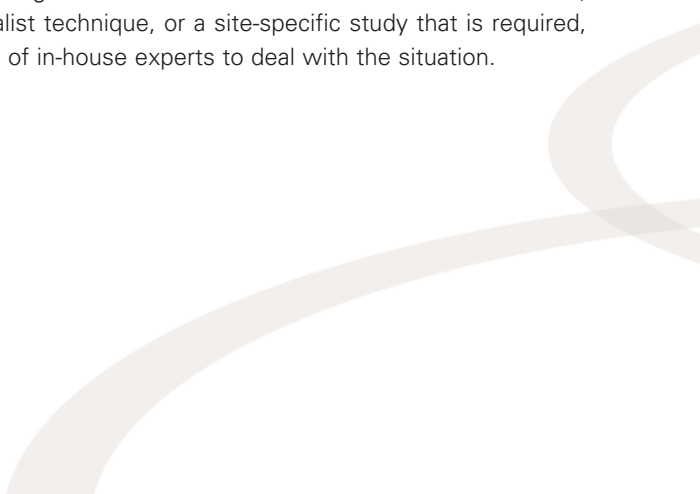 alist technique, or a site-specific study that is required,
of in-house experts to deal with the situation.